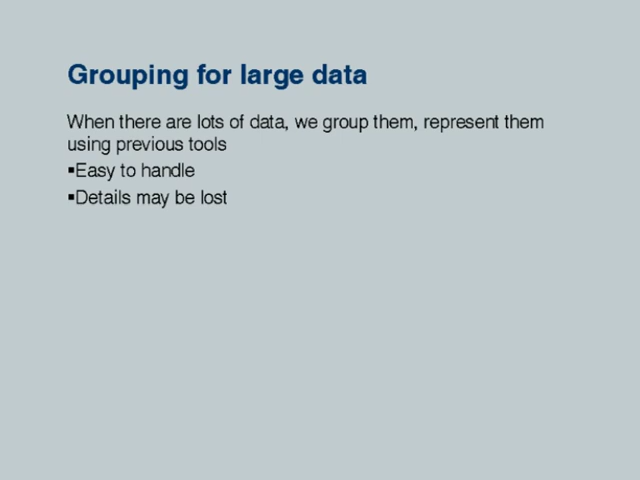 Grouping for large data
When there are lots of data, we group them, represent them
using previous tools
▪Easy to handle
▪Details may be lost